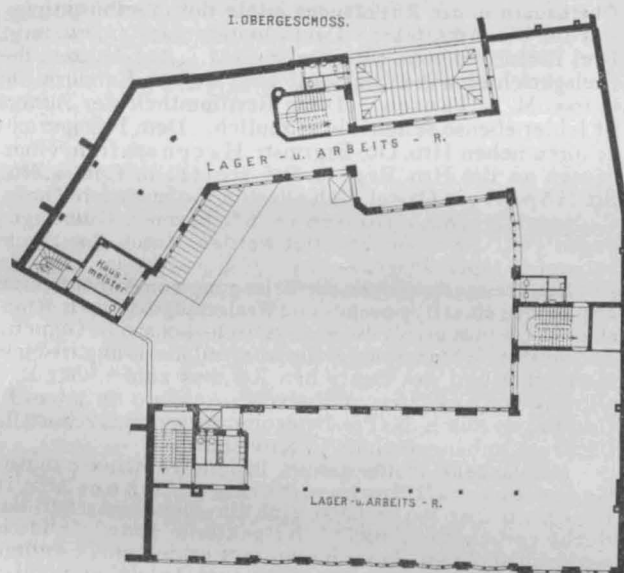 I. OBERGESCHOSS.
LAGER - u. ARBEITS - R.
Haus-
meister
LAGER - u. ARBEITS - R.